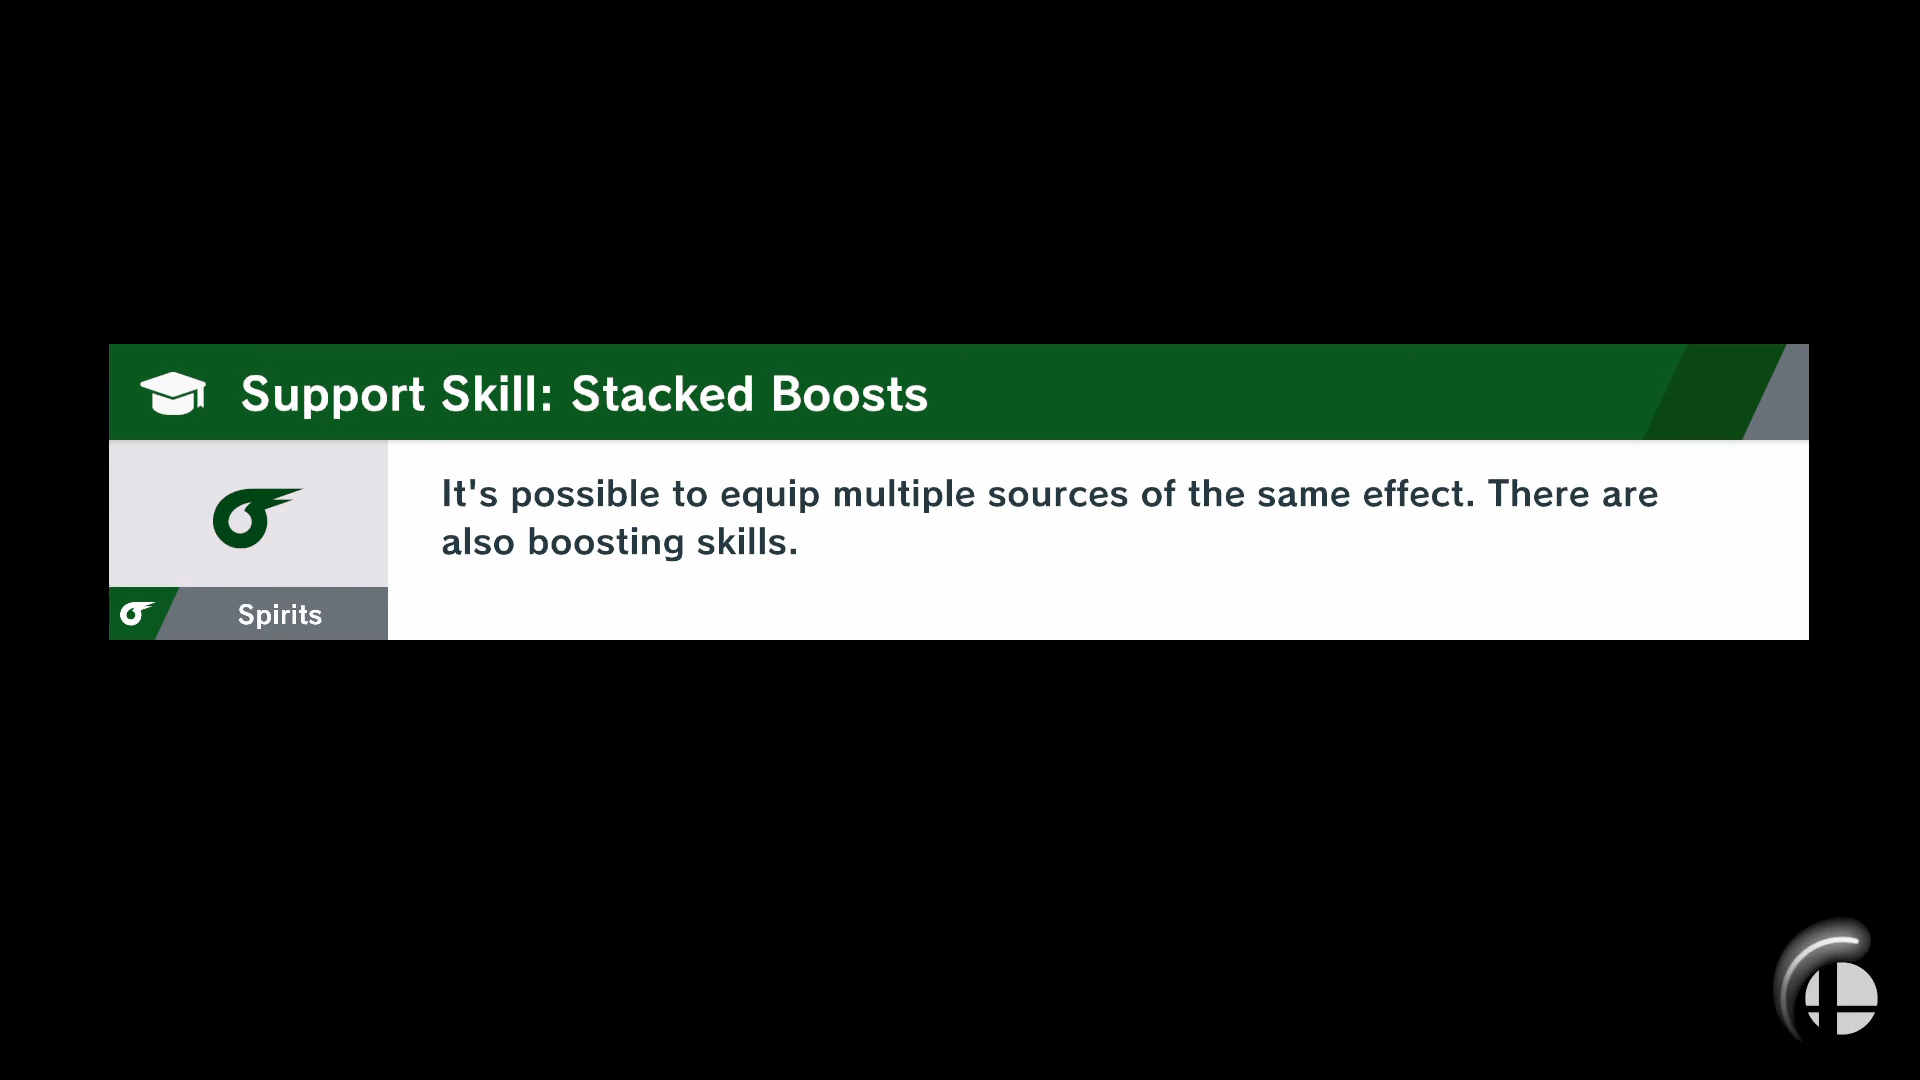 Support Skill: Stacked Boosts
It's possible to equip multiple sources of the same effect. There are
also boosting skills.
Spirits